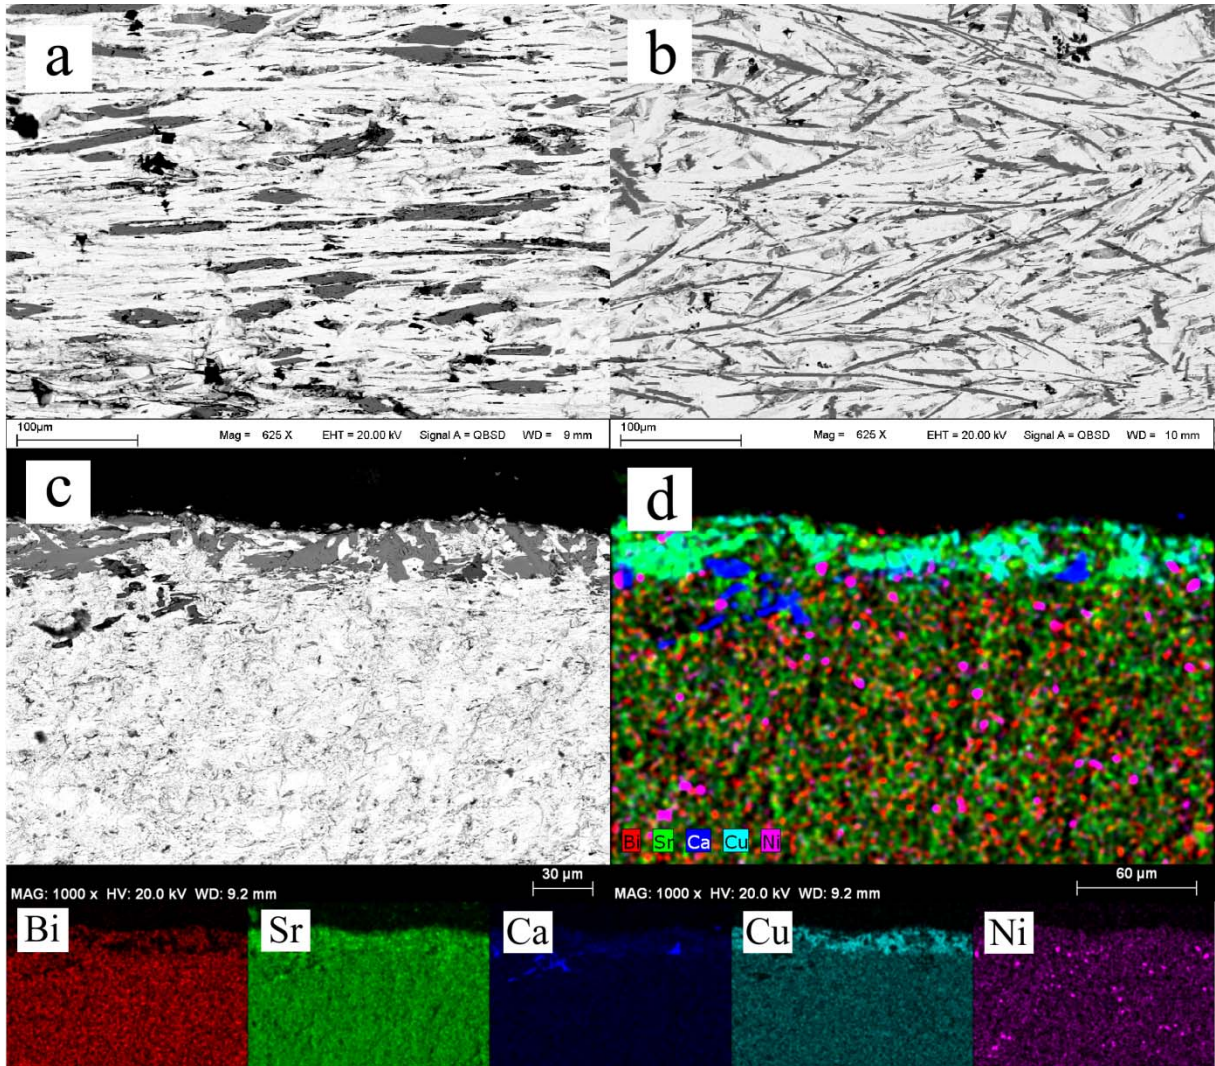 a
b
100µm
Mag = 625 X EHT = 20.00 kV Signal A = QBSD WD = 9 mm
100µm
Mag = 625 X EHT = 20.00 kV Signal A = QBSD WD = 10 mm
c
d
Bi Sr Ca Cu Ni
30 µm
MAG: 1000 x HV: 20.0 kV WD: 9.2 mm
60 µm
MAG: 1000 x HV: 20.0 kV WD: 9.2 mm
Bi
Sr
Ca
Cu
Ni